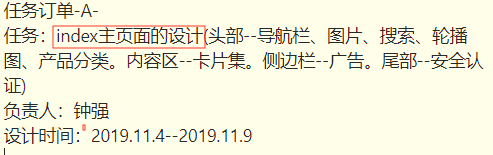 任务订单-A-
任务：index主页面的设计(头部--导航栏、图片、搜索、轮播
图、产品分类。内容区--卡片集。侧边栏--广告。尾部--安全认
证)
负责人：钟强
设计时间：2019.11.4--2019.11.9